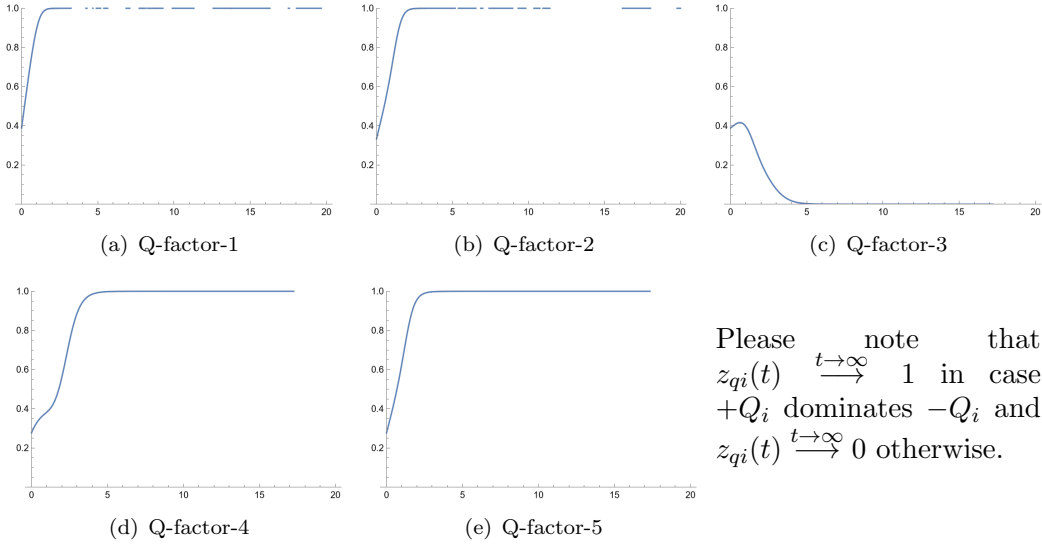 1.0
0.8
0.6
0.4
0.2
0 5 10 15 20
(a) Q-factor-1
1.0
0.8
0.6
0.4
0.2
0 5 10 15 20
(b) Q-factor-2
1.0
0.8
0.6
0.4
0.2
0 5 10 15 20
(c) Q-factor-3
1.0
0.8
0.6
0.4
0.2
0 5 10 15 20
(d) Q-factor-4
1.0
0.8
0.6
0.4
0.2
0 5 10 15 20
(e) Q-factor-5
Please note that
z_{qi}(t) \xrightarrow{t→∞} 1 in case
+Q_i dominates −Q_i and
z_{qi}(t) \xrightarrow{t→∞} 0 otherwise.